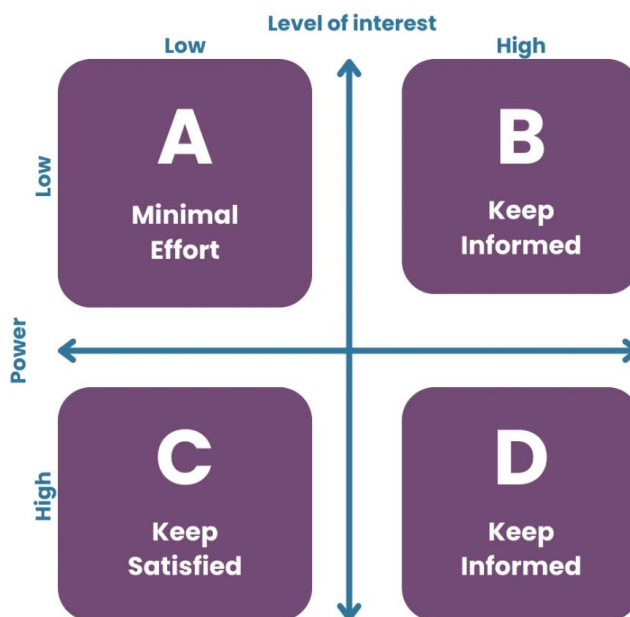 Level of interest
Low
High
Low
A
Minimal
Effort
B
Keep
Informed
Power
High
C
Keep
Satisfied
D
Keep
Informed